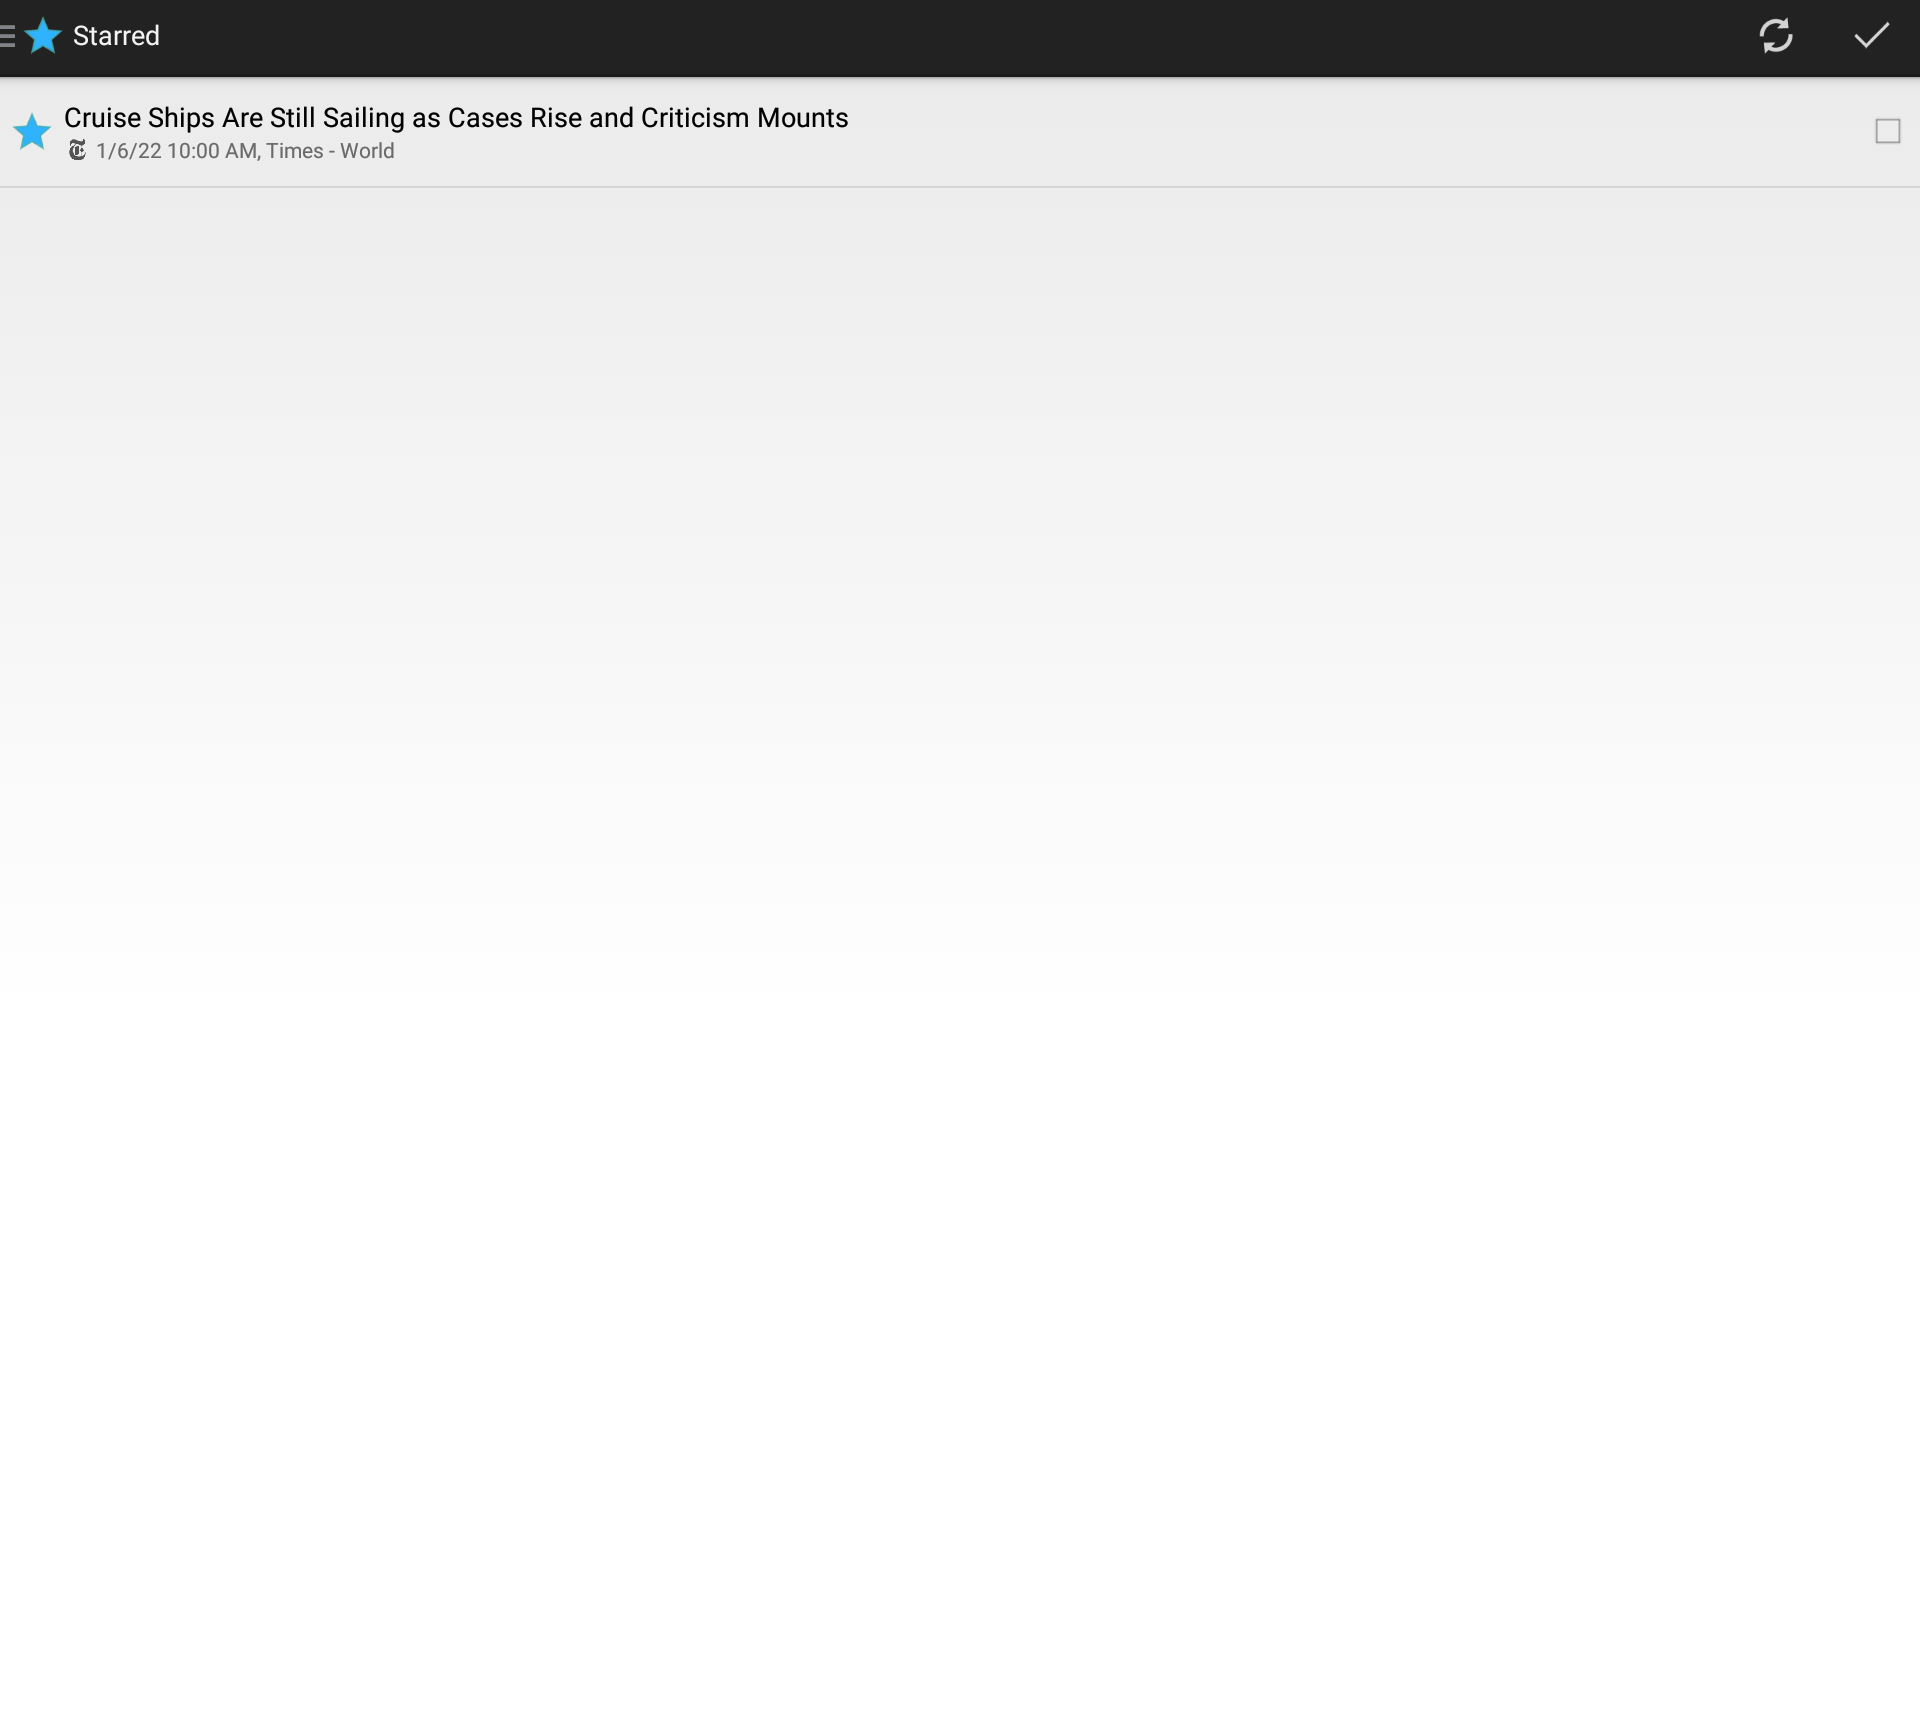 Starred
Cruise Ships Are Still Sailing as Cases Rise and Criticism Mounts
1/6/22 10:00 AM, Times - World